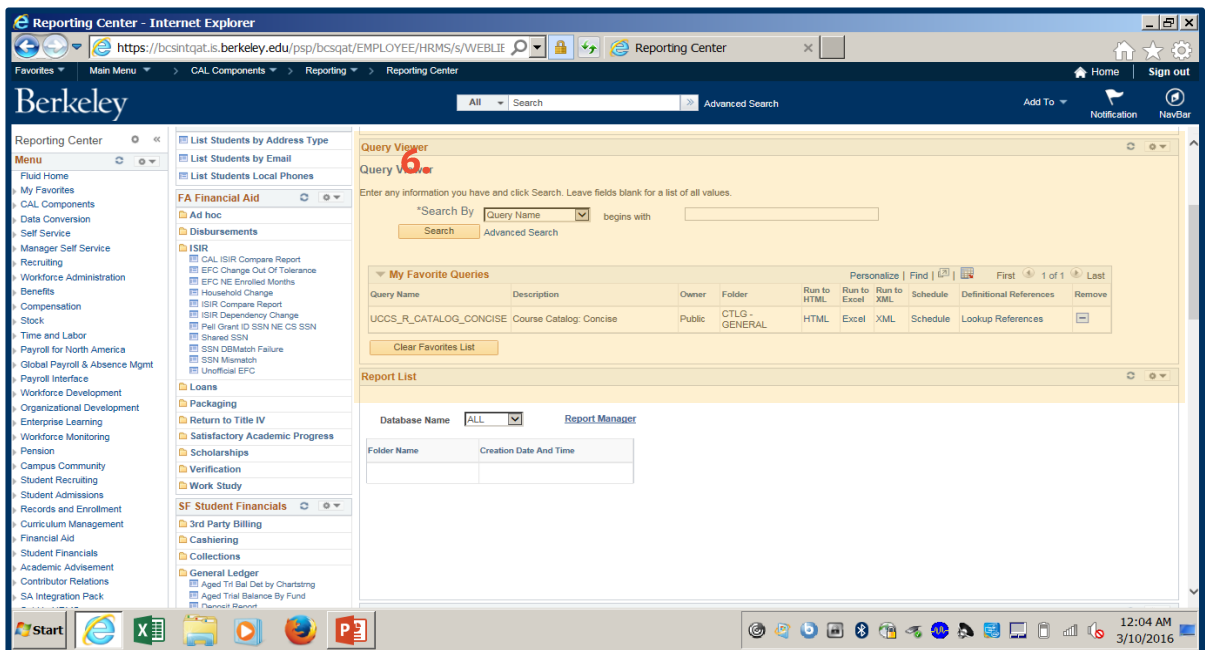 Reporting Center - Internet Explorer
https://bcsintqat.is.berkeley.edu/psp/bcsqat/EMPLOYEE/HRMS/s/WEBLIE
Reporting Center
Favorites Main Menu > CAL Components > Reporting > Reporting Center
Home Sign out
Berkeley
All Search » Advanced Search
Add To
Notification
NavBar
Reporting Center «
Menu
Fluid Home
My Favorites
CAL Components
Data Conversion
Self Service
Manager Self Service
Recruiting
Workforce Administration
Benefits
Compensation
Stock
Time and Labor
Payroll for North America
Global Payroll & Absence Mgmt
Payroll Interface
Workforce Development
Organizational Development
Enterprise Learning
Workforce Monitoring
Pension
Campus Community
Student Recruiting
Student Admissions
Records and Enrollment
Curriculum Management
Financial Aid
Student Financials
Academic Advisement
Contributor Relations
SA Integration Pack
List Students by Address Type
List Students by Email
List Students Local Phones
FA Financial Aid
Ad hoc
Disbursements
ISIR
CAL ISIR Compare Report
EFC Change Out Of Tolerance
EFC NE Enrolled Months
Household Change
ISIR Compare Report
ISIR Dependency Change
Pell Grant ID SSN NE CS SSN
Shared SSN
SSN DBMatch Failure
SSN Mismatch
Unofficial EFC
Loans
Packaging
Return to Title IV
Satisfactory Academic Progress
Scholarships
Verification
Work Study
SF Student Financials
3rd Party Billing
Cashiering
Collections
General Ledger
Aged Trl Bal Det by Chartstrng
Aged Trial Balance By Fund
Deposit Report
Query Viewer
6.
Query Viewer
Enter any information you have and click Search. Leave fields blank for a list of all values.
*Search By Query Name begins with
Search Advanced Search
My Favorite Queries Personalize | Find | | First 1 of 1 Last
Query Name Description Owner Folder Run to HTML Run to Excel Run to XML Schedule Definitional References Remove
UCCS_R_CATALOG_CONCISE Course Catalog: Concise Public CTLG - GENERAL HTML Excel XML Schedule Lookup References
Clear Favorites List
Report List
Database Name ALL Report Manager
Folder Name Creation Date And Time
Start
12:04 AM
3/10/2016